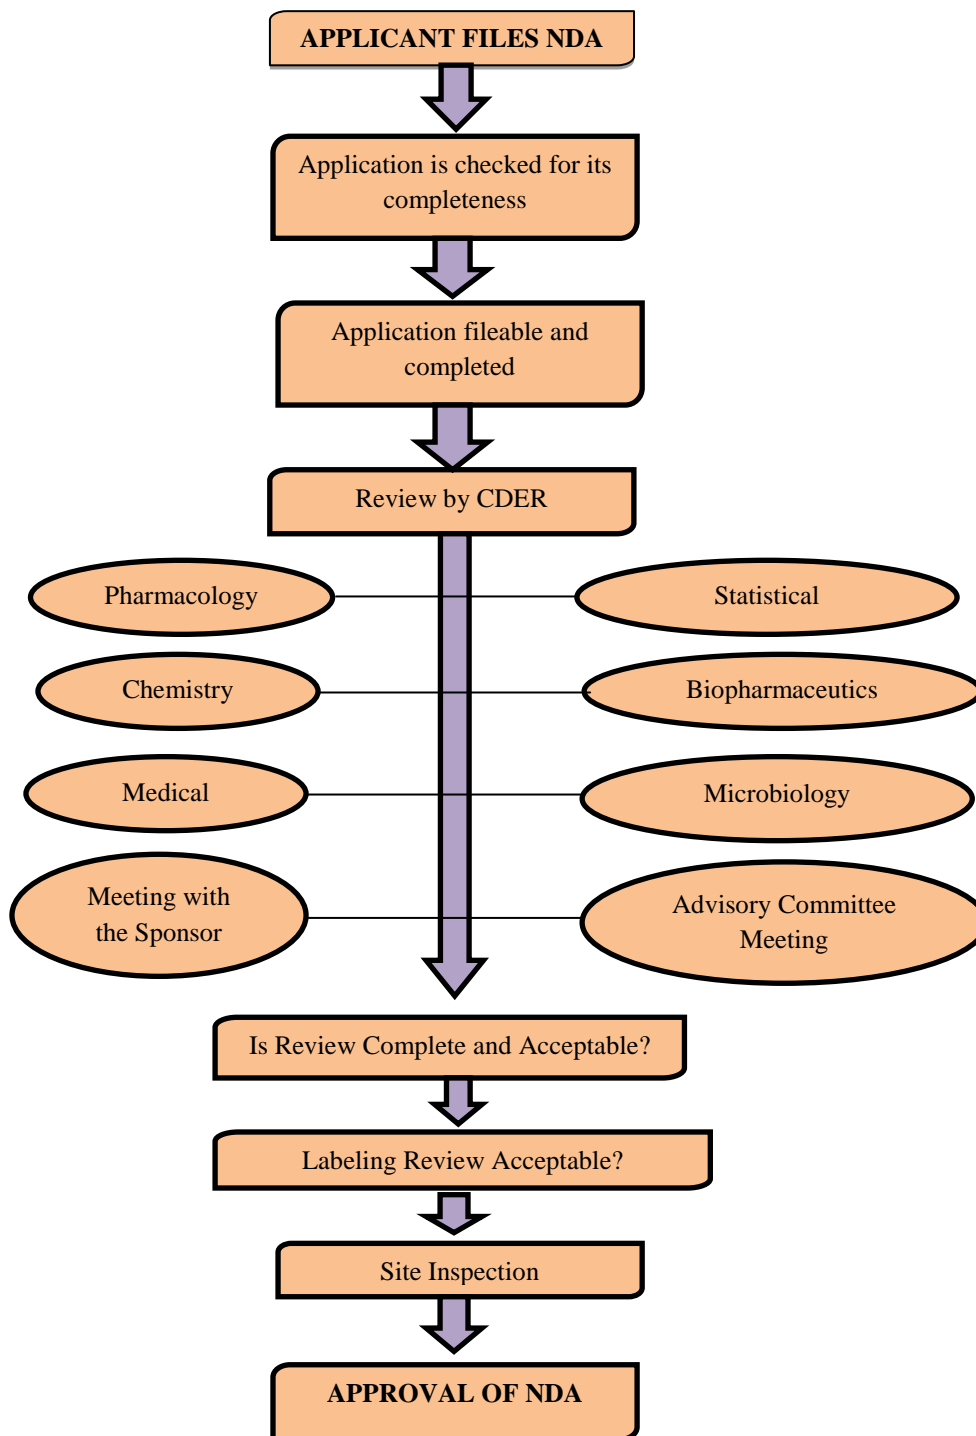 APPLICANT FILES NDA
Application is checked for its
completeness
Application fileable and
completed
Review by CDER
Pharmacology
Statistical
Chemistry
Biopharmaceutics
Medical
Microbiology
Meeting with
the Sponsor
Advisory Committee
Meeting
Is Review Complete and Acceptable?
Labeling Review Acceptable?
Site Inspection
APPROVAL OF NDA